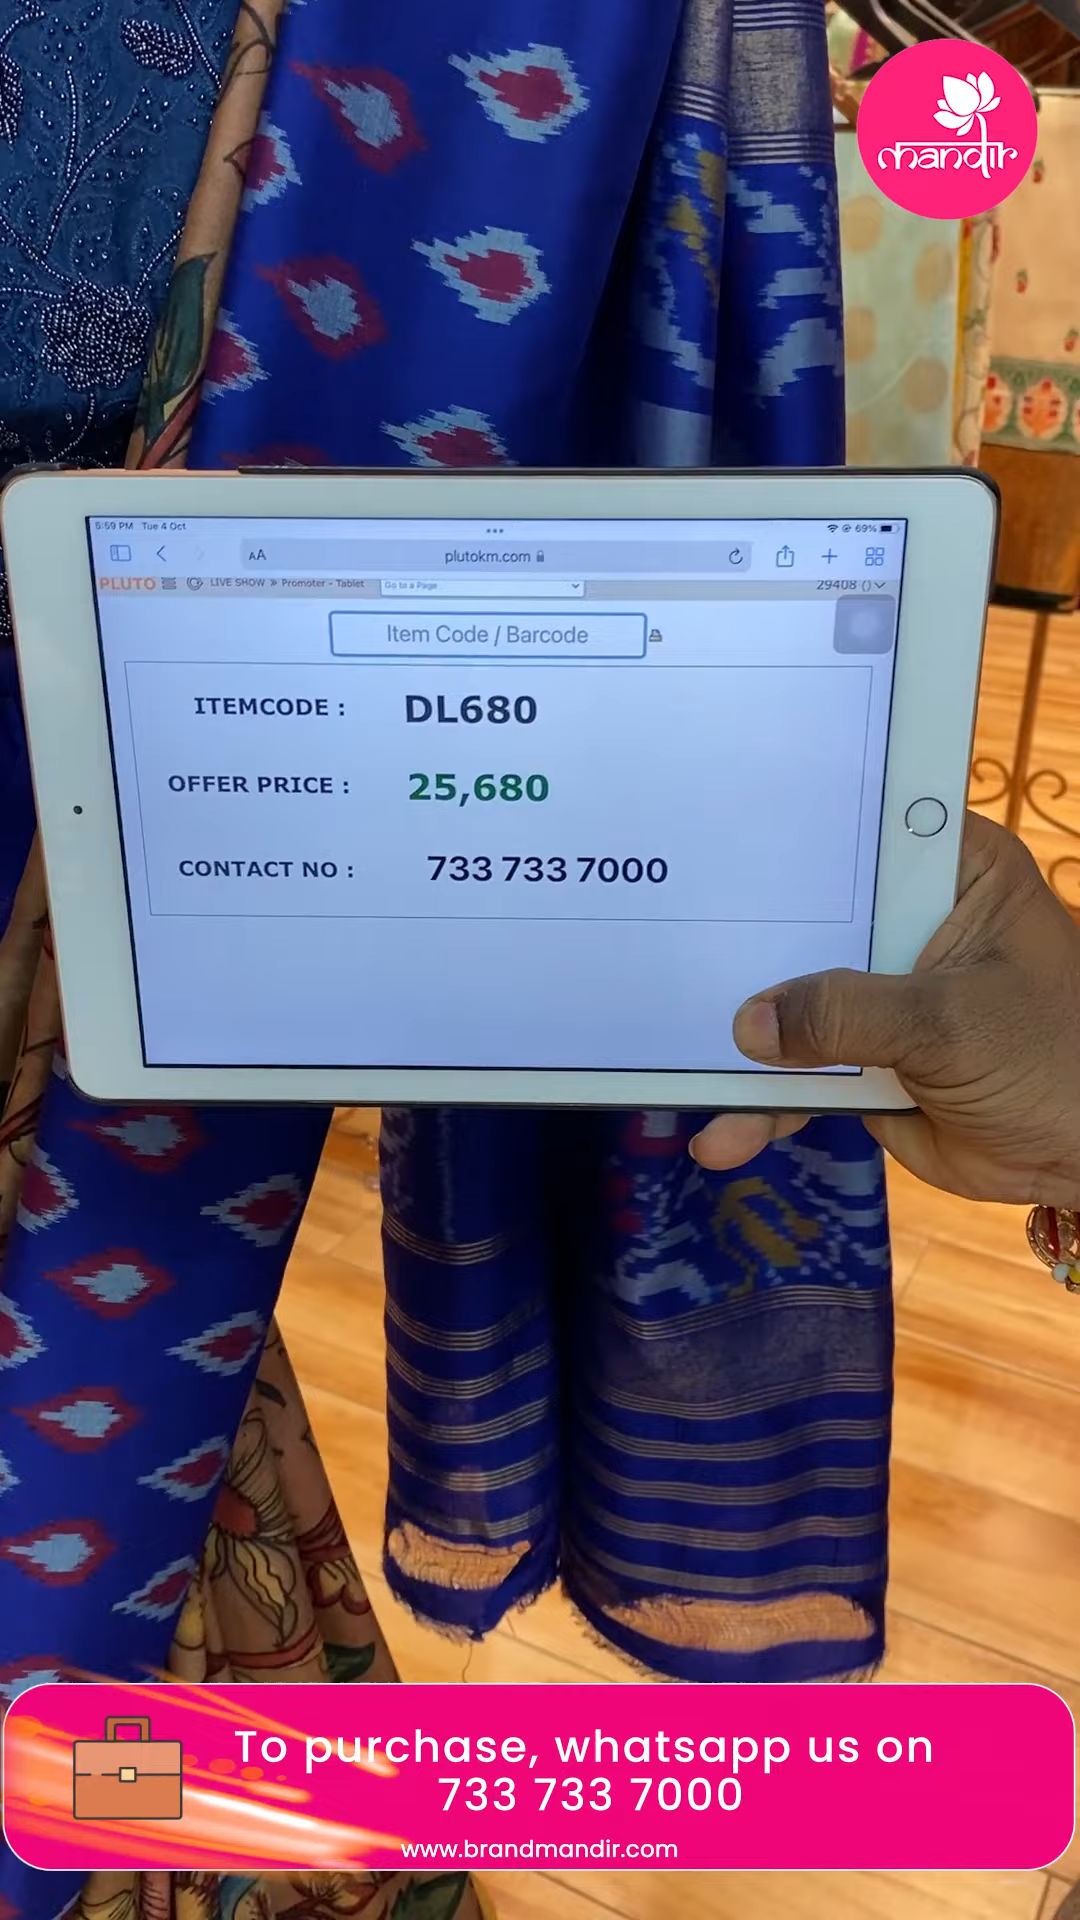 mandir
5:59 PM Tue 4 Oct
69%
AA
plutokm.com
PLUTO
LIVE SHOW » Promoter - Tablet
Go to a Page
29408 ()
Item Code / Barcode
ITEMCODE : DL680
OFFER PRICE : 25,680
CONTACT NO : 733 733 7000
To purchase, whatsapp us on
733 733 7000
www.brandmandir.com